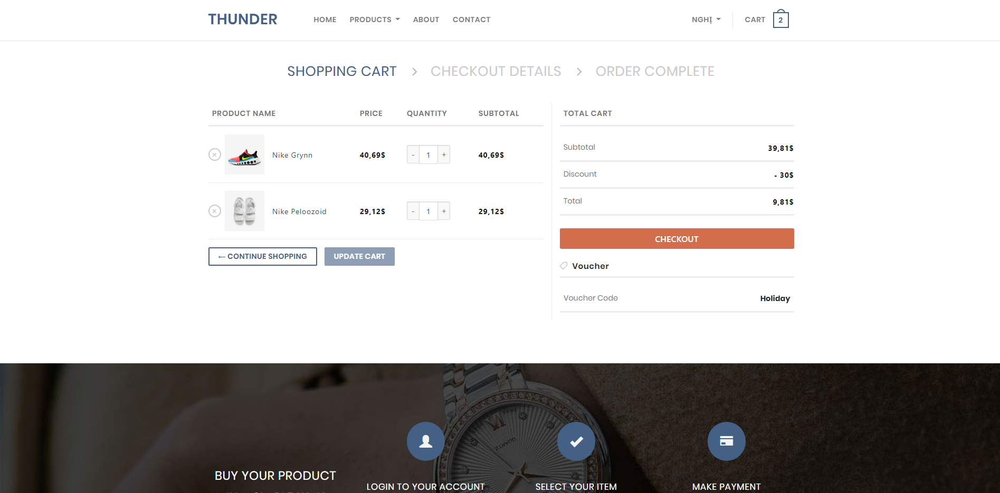 THUNDER HOME PRODUCTS ABOUT CONTACT NGHỊ CART 2
SHOPPING CART > CHECKOUT DETAILS > ORDER COMPLETE
PRODUCT NAME PRICE QUANTITY SUBTOTAL
× Nike Grynn 40,69$ - 1 + 40,69$
× Nike Peloozoid 29,12$ - 1 + 29,12$
← CONTINUE SHOPPING UPDATE CART
TOTAL CART
Subtotal 39,81$
Discount - 30$
Total 9,81$
CHECKOUT
Voucher
Voucher Code Holiday
QUARTZ
BUY YOUR PRODUCT
LOGIN TO YOUR ACCOUNT
SELECT YOUR ITEM
MAKE PAYMENT